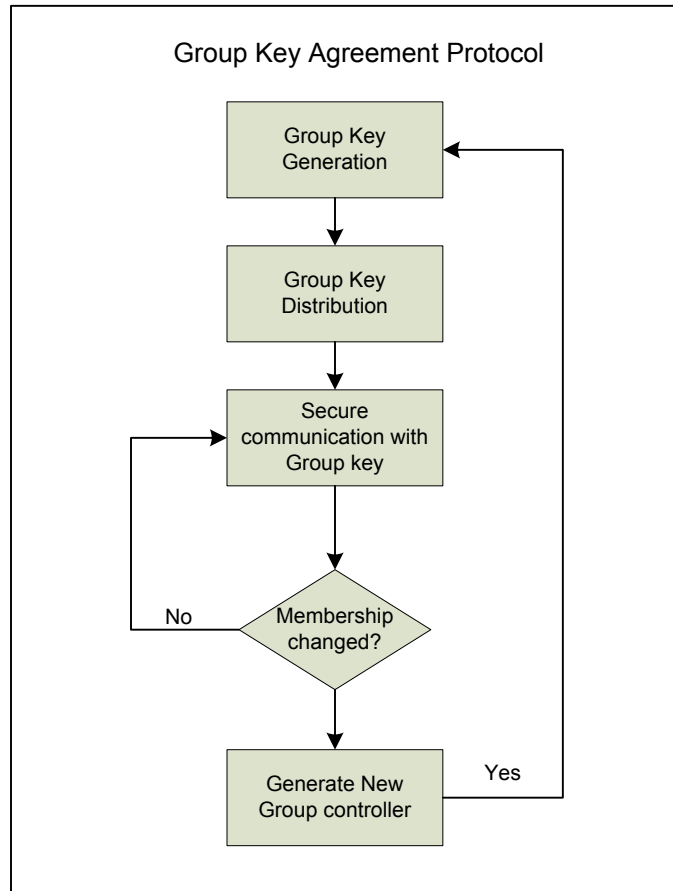 Group Key Agreement Protocol
Group Key
Generation
Group Key
Distribution
Secure
communication with
Group key
Membership
changed?
No
Generate New
Group controller
Yes